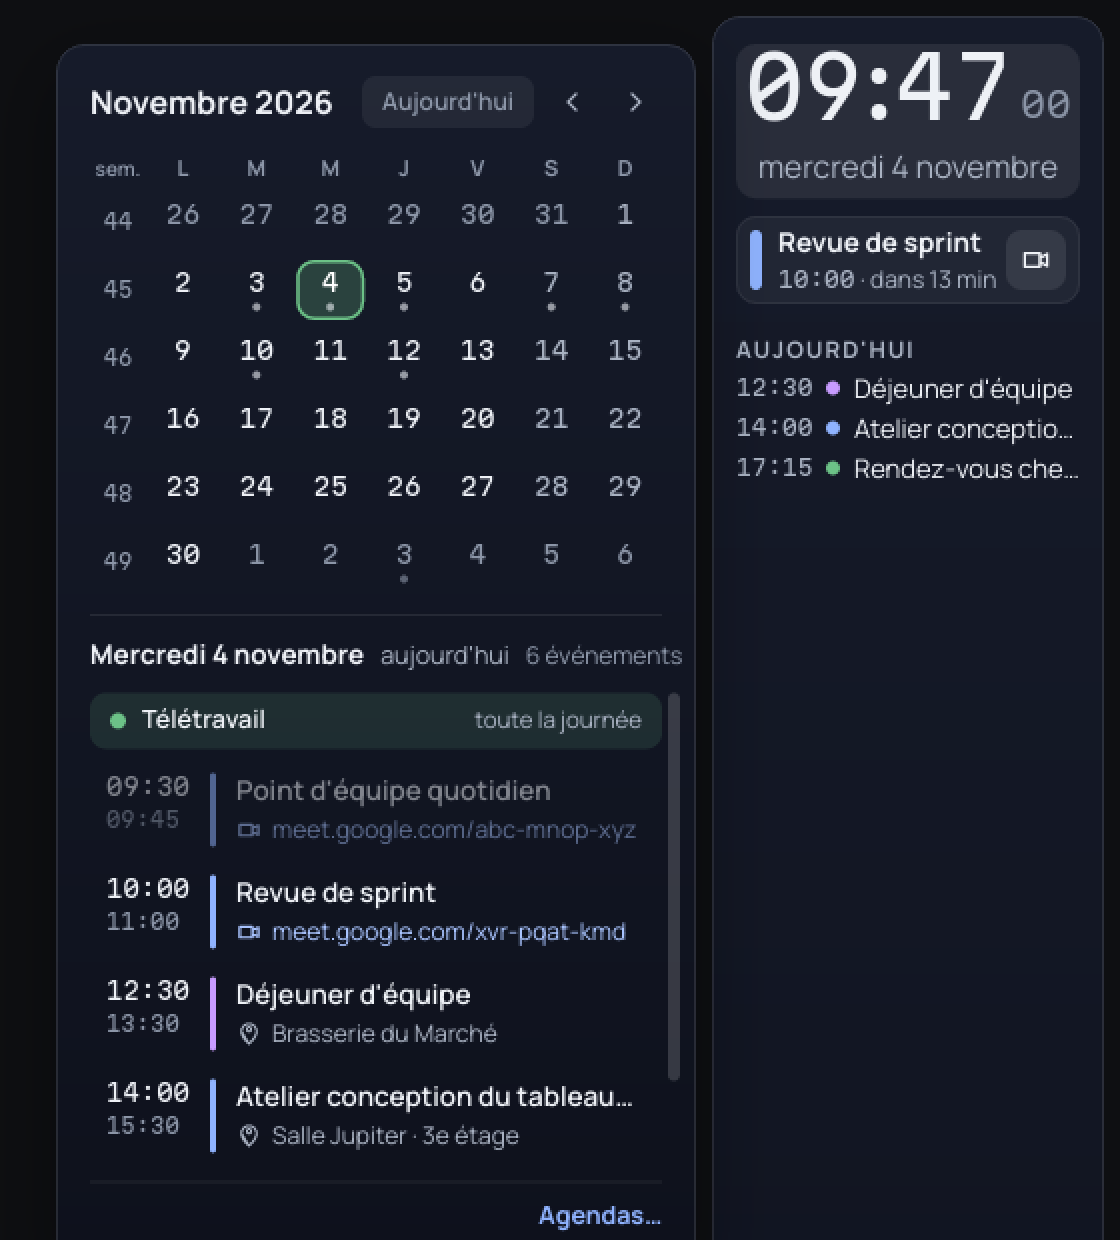 Novembre 2026 Aujourd'hui
sem. L M M J V S D
44 26 27 28 29 30 31 1
45 2 3 4 5 6 7 8
46 9 10 11 12 13 14 15
47 16 17 18 19 20 21 22
48 23 24 25 26 27 28 29
49 30 1 2 3 4 5 6
Mercredi 4 novembre aujourd'hui 6 événements
Télétravail toute la journée
09:30 Point d'équipe quotidien
09:45 meet.google.com/abc-mnop-xyz
10:00 Revue de sprint
11:00 meet.google.com/xvr-pqat-kmd
12:30 Déjeuner d'équipe
13:30 Brasserie du Marché
14:00 Atelier conception du tableau…
15:30 Salle Jupiter · 3e étage
Agendas…
09:47 00
mercredi 4 novembre
Revue de sprint
10:00 · dans 13 min
AUJOURD'HUI
12:30 Déjeuner d'équipe
14:00 Atelier conceptio…
17:15 Rendez-vous che…